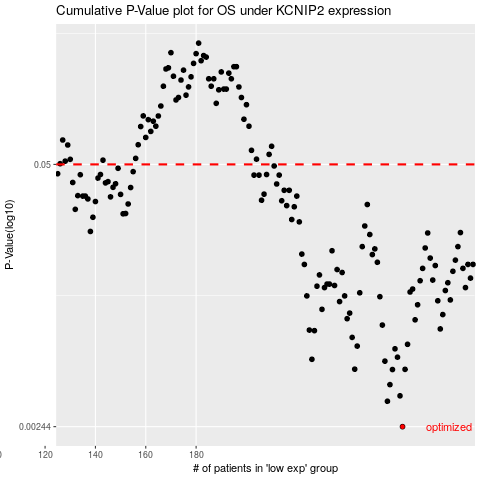 Cumulative P-Value plot for OS under KCNIP2 expression
P-Value(log10)
0.05
0.00244
optimized
0 120 140 160 180
# of patients in 'low exp' group